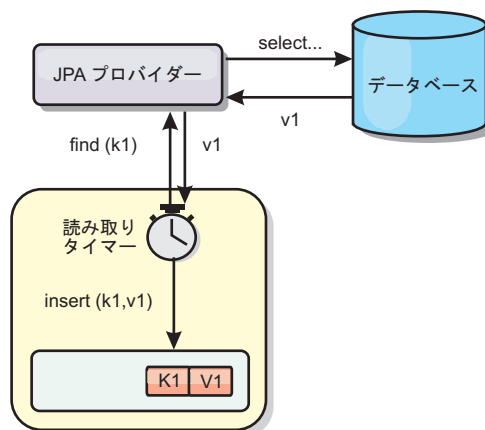 select...
JPA プロバイダー
データベース
v1
find (k1)
v1
読み取り
タイマー
insert (k1,v1)
K1
V1